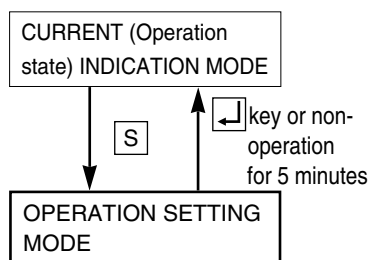 CURRENT (Operation
state) INDICATION MODE
S
↵ key or non-
operation
for 5 minutes
OPERATION SETTING
MODE